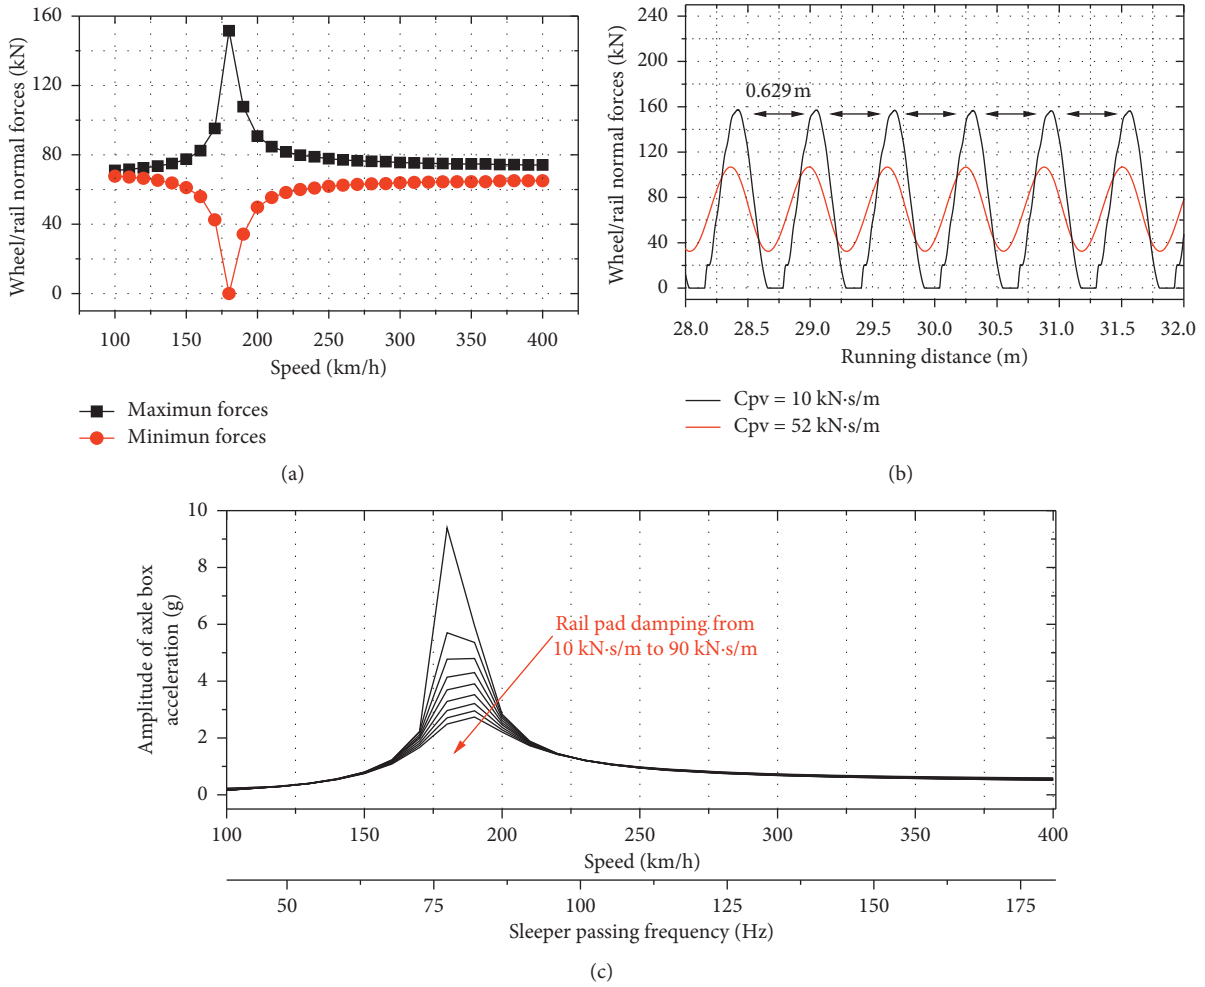 160
120
80
40
0
Wheel/rail normal forces (kN)
100 150 200 250 300 350 400
Speed (km/h)
Maximun forces
Minimun forces
(a)
240
200
160
120
80
40
0
Wheel/rail normal forces (kN)
0.629 m
28.0 28.5 29.0 29.5 30.0 30.5 31.0 31.5 32.0
Running distance (m)
Cpv = 10 kN·s/m
Cpv = 52 kN·s/m
(b)
10
8
6
4
2
0
Amplitude of axle box
acceleration (g)
Rail pad damping from
10 kN·s/m to 90 kN·s/m
100 150 200 250 300 350 400
Speed (km/h)
50 75 100 125 150 175
Sleeper passing frequency (Hz)
(c)